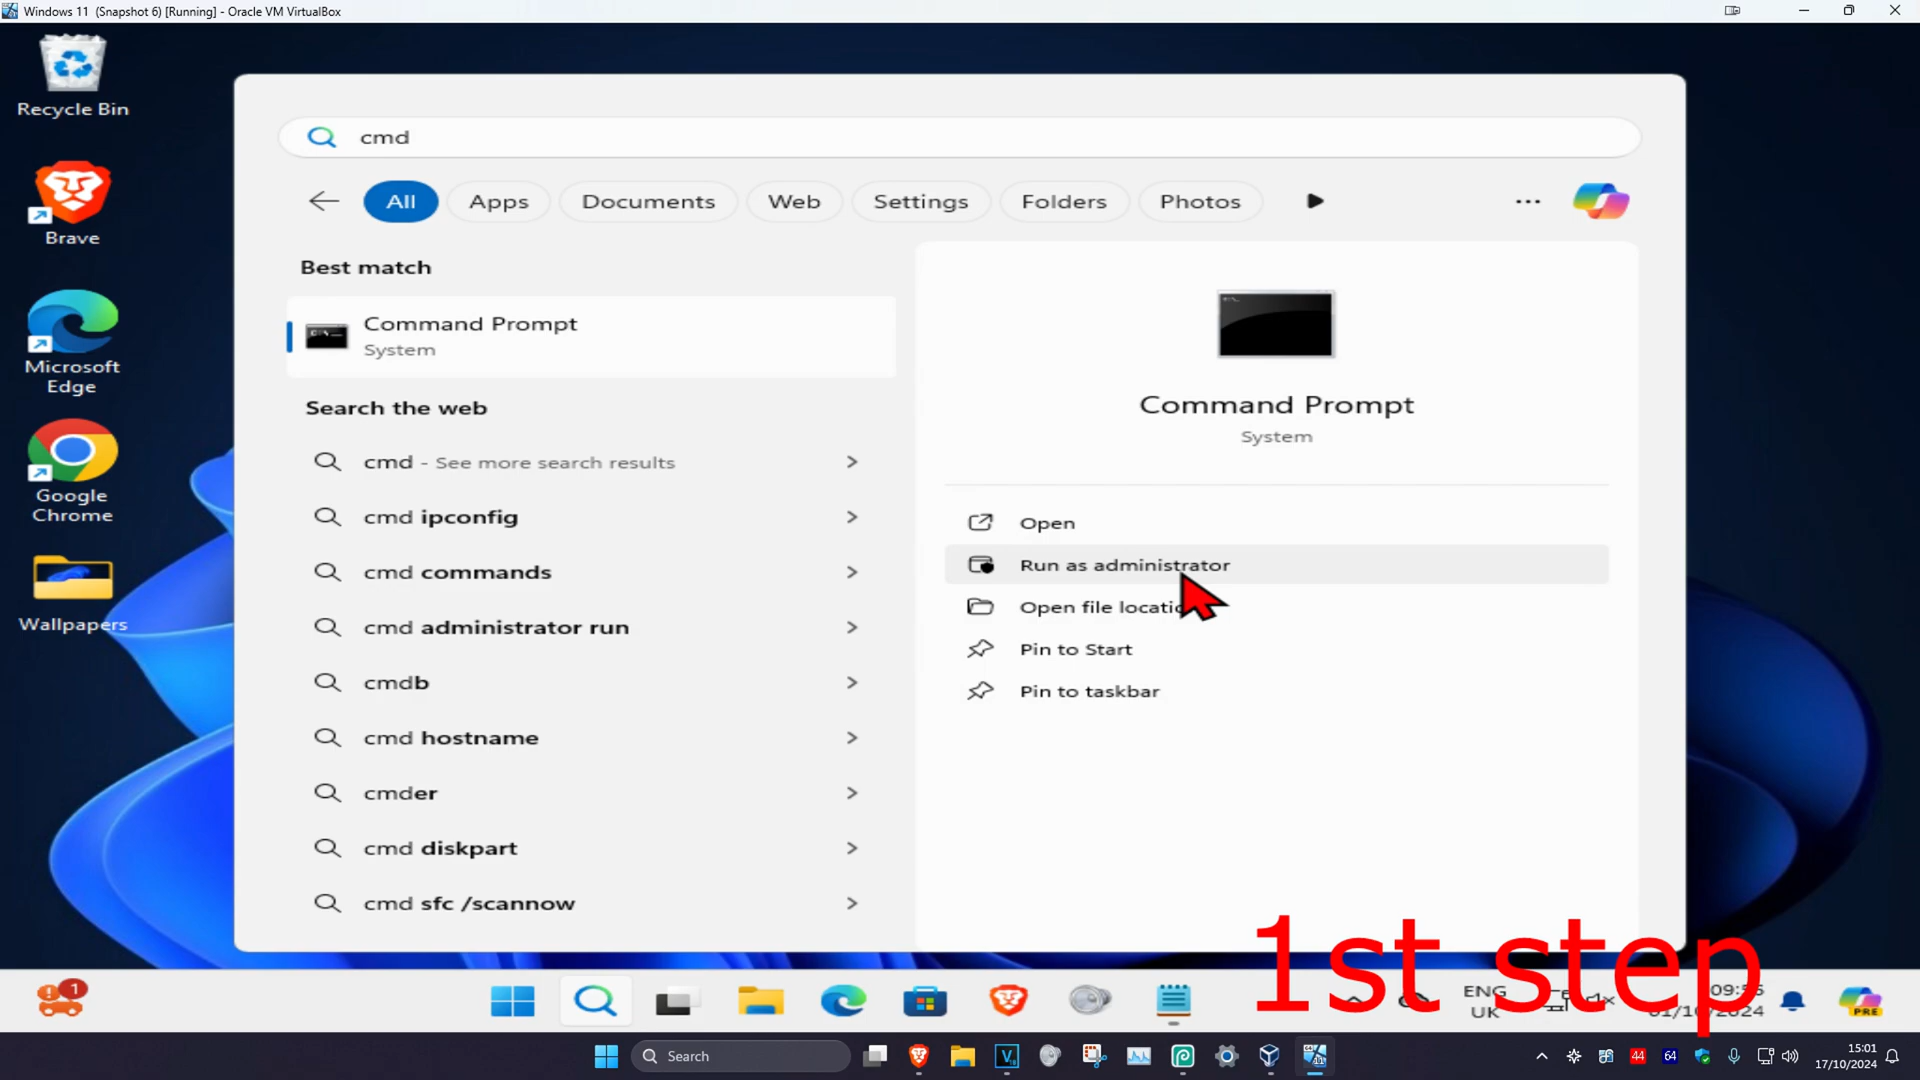 Windows 11  (Snapshot 6) [Running] - Oracle VM VirtualBox
Recycle Bin
Brave
Microsoft
Edge
Google
Chrome
Wallpapers
cmd
All
Apps
Documents
Web
Settings
Folders
Photos
Best match
Command Prompt
System
Search the web
cmd - See more search results
cmd ipconfig
cmd commands
cmd administrator run
cmdb
cmd hostname
cmder
cmd diskpart
cmd sfc /scannow
Command Prompt
System
Open
Run as administrator
Open file locatio
Pin to Start
Pin to taskbar
1st step
1
ENG
UK
PRE
Search
44
64
15:01
17/10/2024